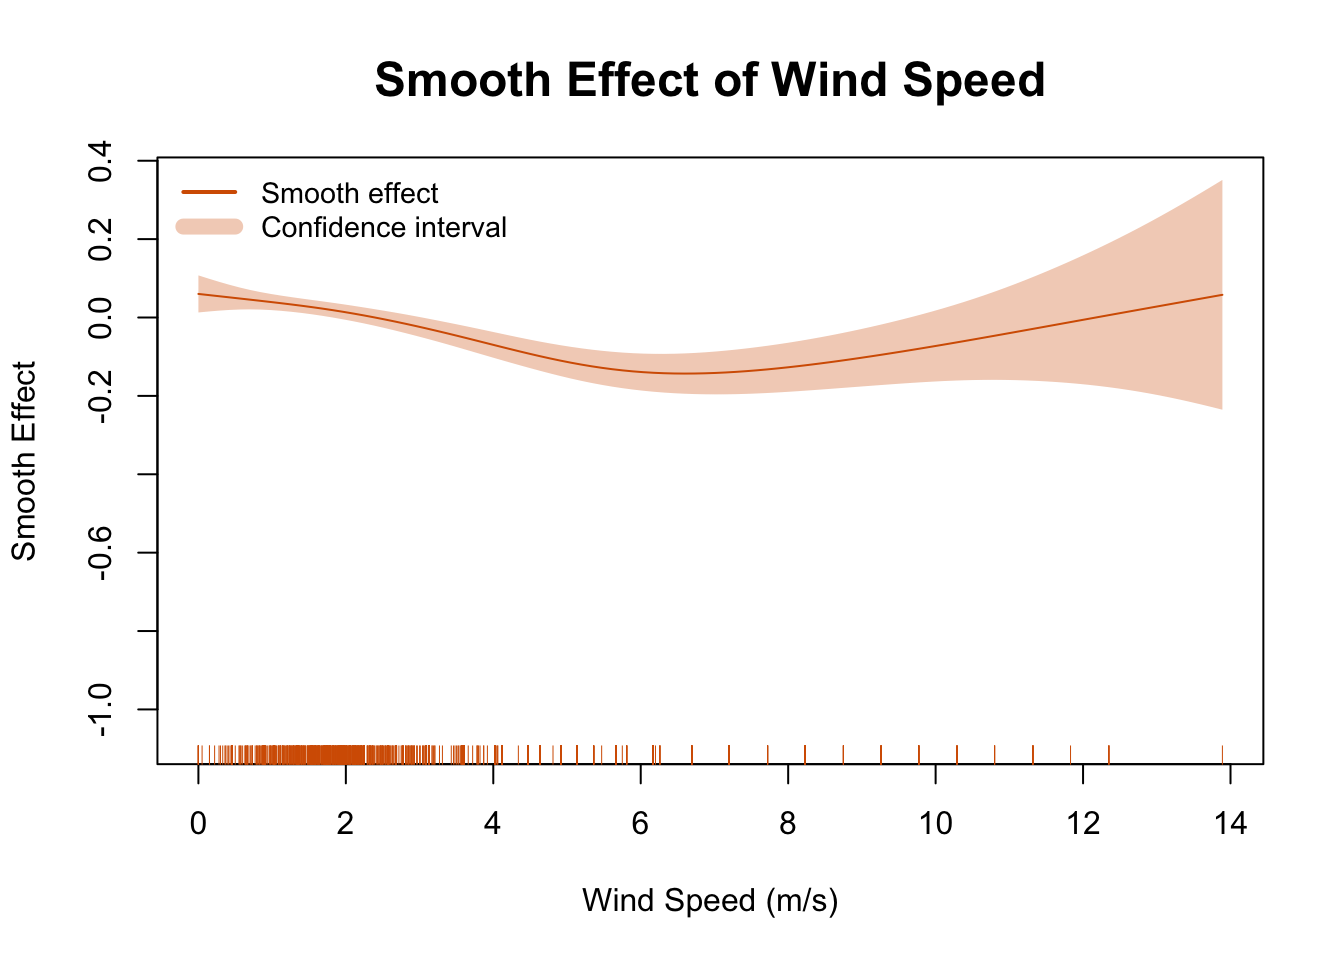 Smooth Effect of Wind Speed
Smooth effect
Confidence interval
Smooth Effect
0.4
0.2
0.0
-0.2
-0.6
-1.0
0 2 4 6 8 10 12 14
Wind Speed (m/s)